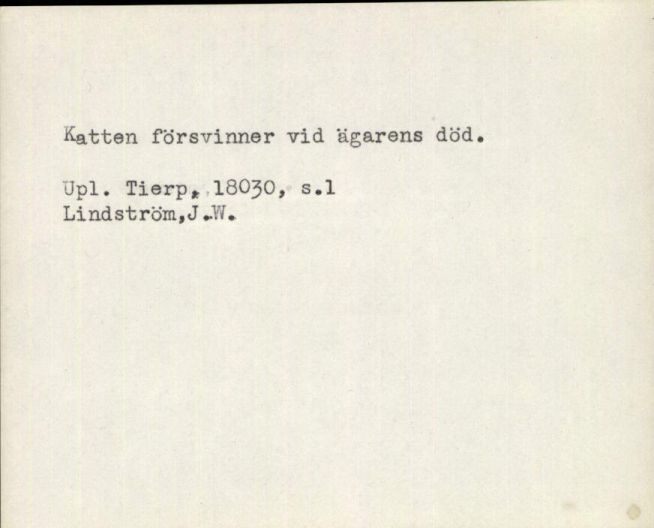 Katten försvinner vid ägarens död.
Upl. Tierp, 18030, s.1
Lindström,J.W.